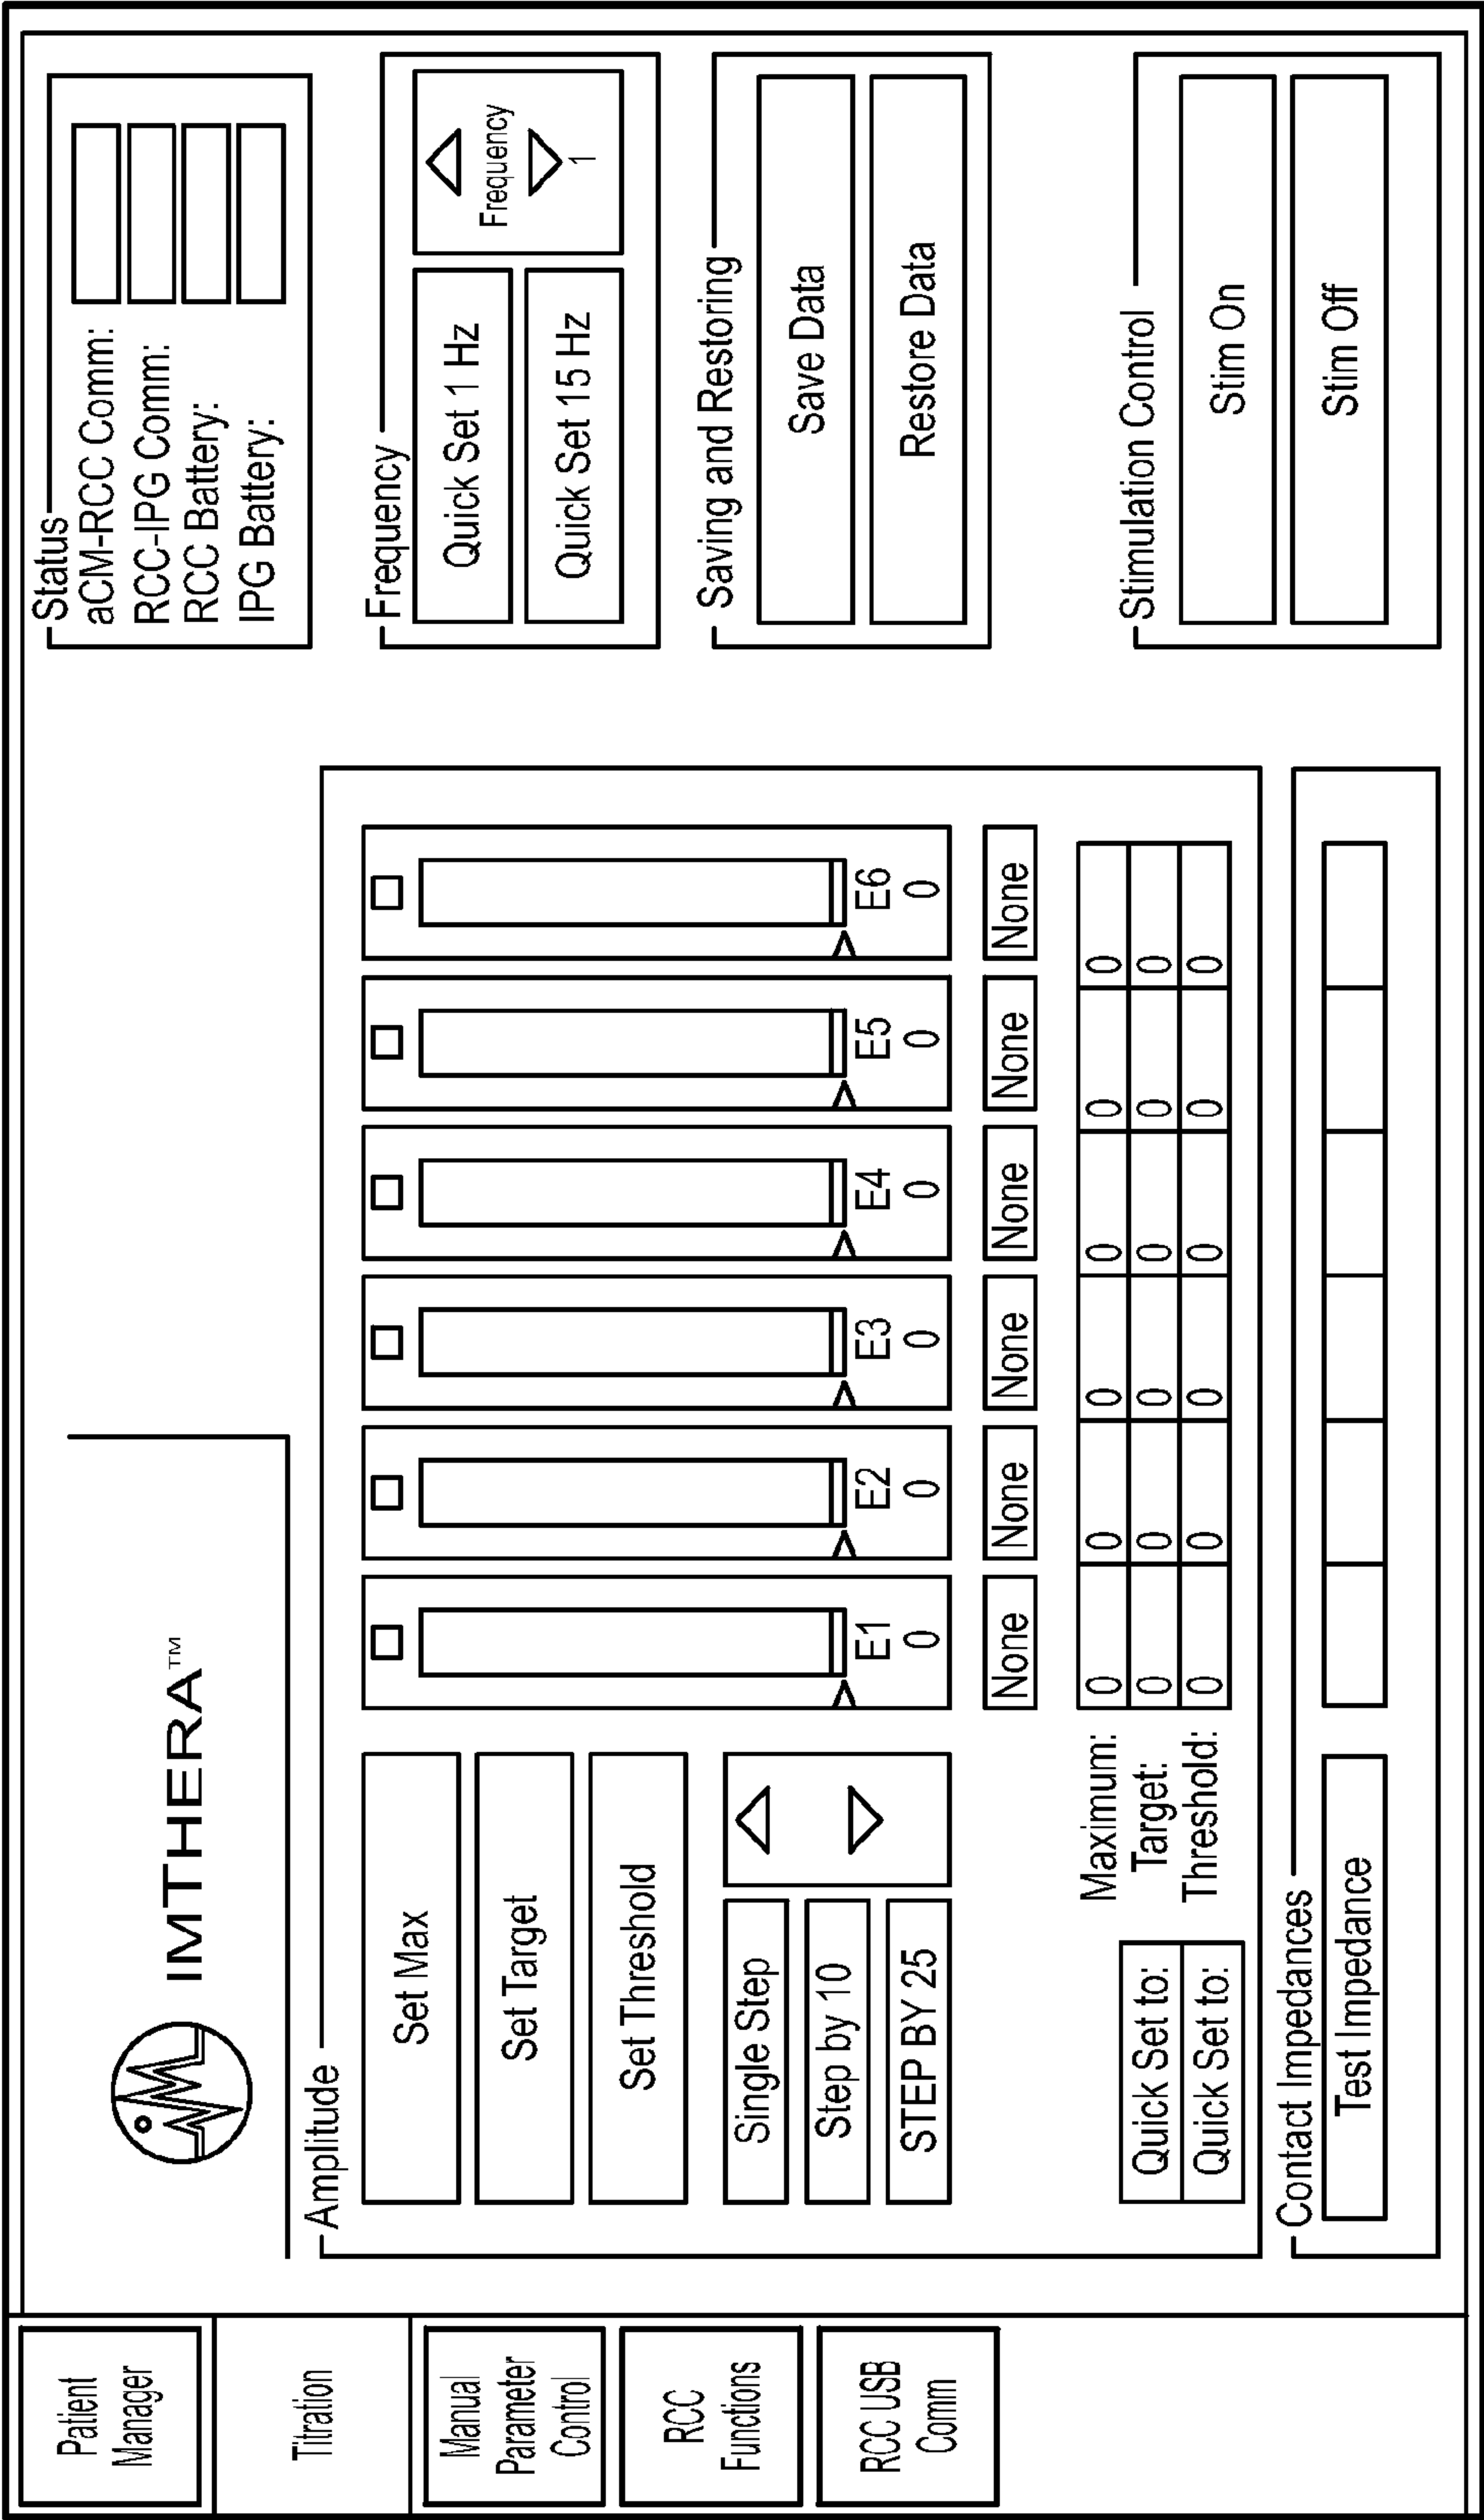 Patient
Manager
Titration
Manual
Parameter
Control
RCC
Functions
RCC USB
Comm
IMTHERA™
Amplitude
Set Max
Set Target
Set Threshold
Single Step
Step by 10
STEP BY 25
E1 E2 E3 E4 E5 E6
0 0 0 0 0 0
None None None None None None
Maximum: 0 0 0 0 0 0
Target: 0 0 0 0 0 0
Threshold: 0 0 0 0 0 0
Quick Set to:
Quick Set to:
Contact Impedances
Test Impedance
Status
aCM-RCC Comm:
RCC-IPG Comm:
RCC Battery:
IPG Battery:
Frequency
Quick Set 1 Hz
Quick Set 15 Hz
Frequency
1
Saving and Restoring
Save Data
Restore Data
Stimulation Control
Stim On
Stim Off